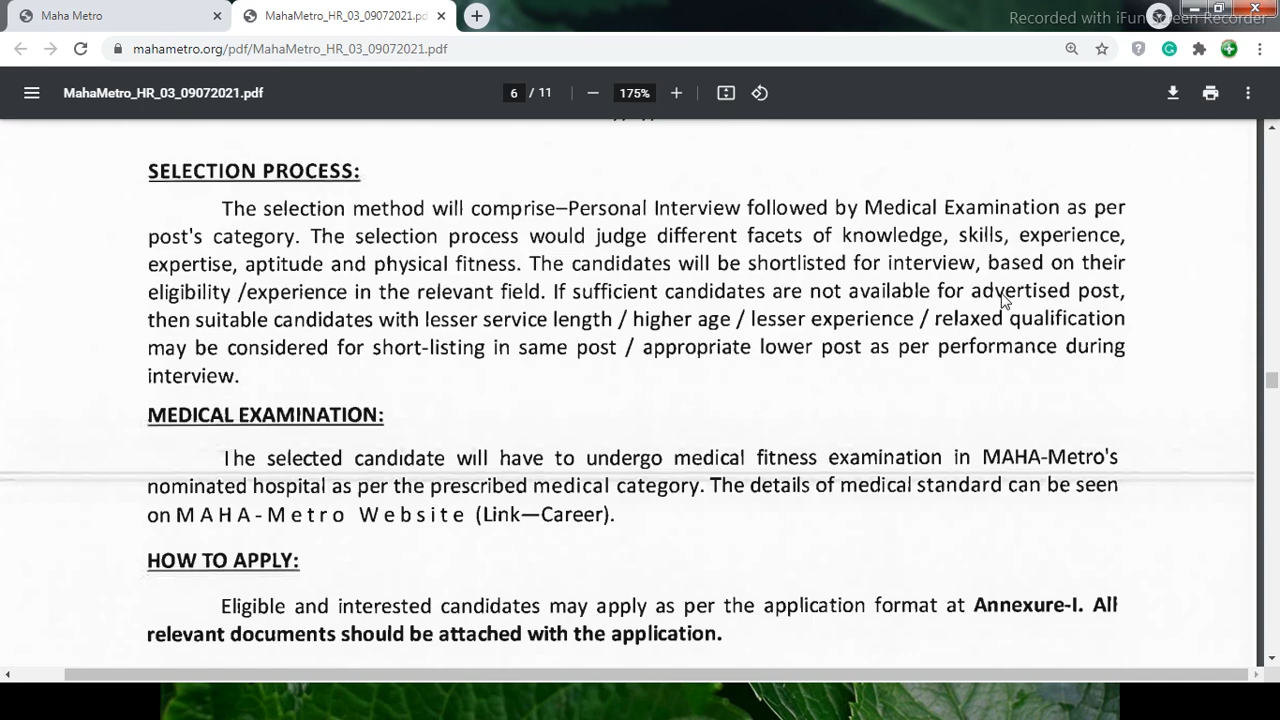 Maha Metro
MahaMetro_HR_03_09072021.pd
Recorded with iFun Screen Recorder
mahametro.org/pdf/MahaMetro_HR_03_09072021.pdf
MahaMetro_HR_03_09072021.pdf
6 / 11
175%
SELECTION PROCESS:
The selection method will comprise–Personal Interview followed by Medical Examination as per
post's category. The selection process would judge different facets of knowledge, skills, experience,
expertise, aptitude and physical fitness. The candidates will be shortlisted for interview, based on their
eligibility /experience in the relevant field. If sufficient candidates are not available for advertised post,
then suitable candidates with lesser service length / higher age / lesser experience / relaxed qualification
may be considered for short-listing in same post / appropriate lower post as per performance during
interview.
MEDICAL EXAMINATION:
The selected candidate will have to undergo medical fitness examination in MAHA-Metro's
nominated hospital as per the prescribed medical category. The details of medical standard can be seen
on M A H A - M e t r o W e b s i t e (Link—Career).
HOW TO APPLY:
Eligible and interested candidates may apply as per the application format at Annexure-I. All
relevant documents should be attached with the application.